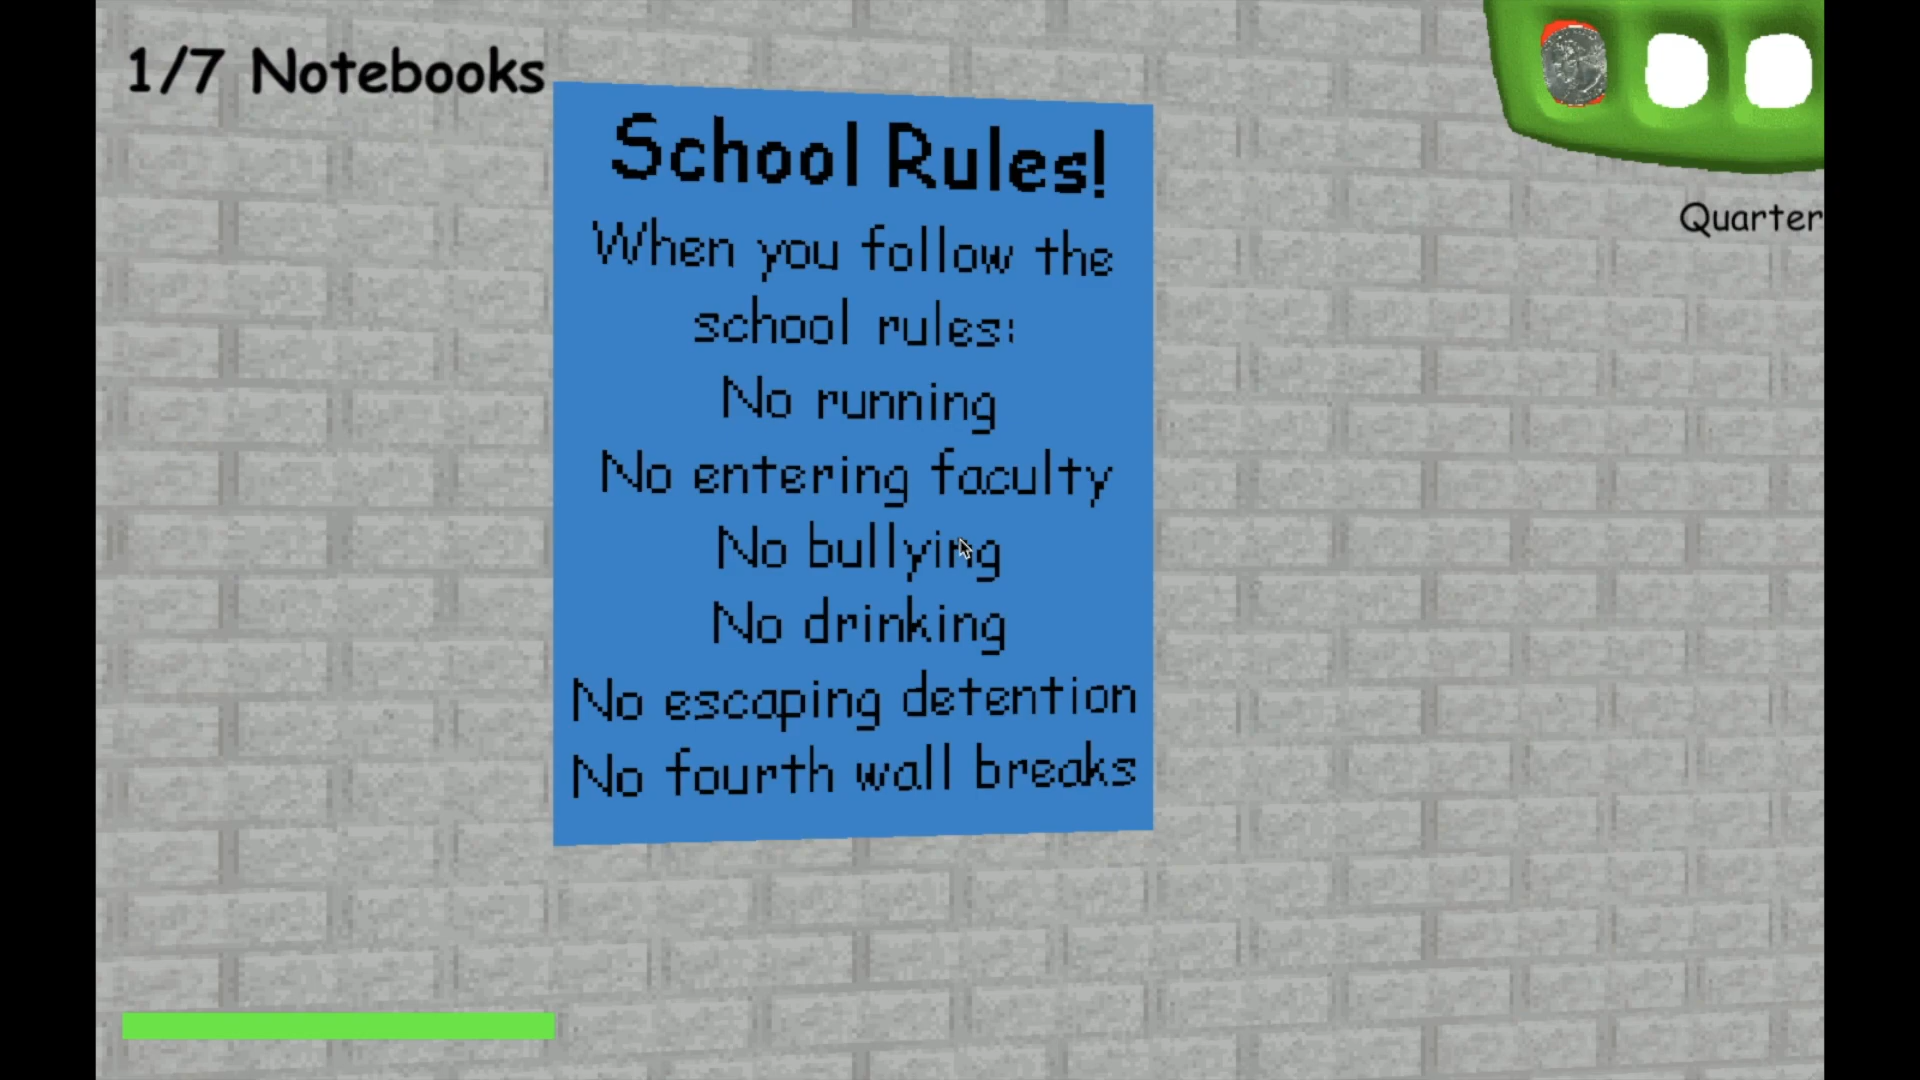 1/7 Notebooks
School Rules!
When you follow the
school rules:
No running
No entering faculty
No bullying
No drinking
No escaping detention
No fourth wall breaks
Quarter